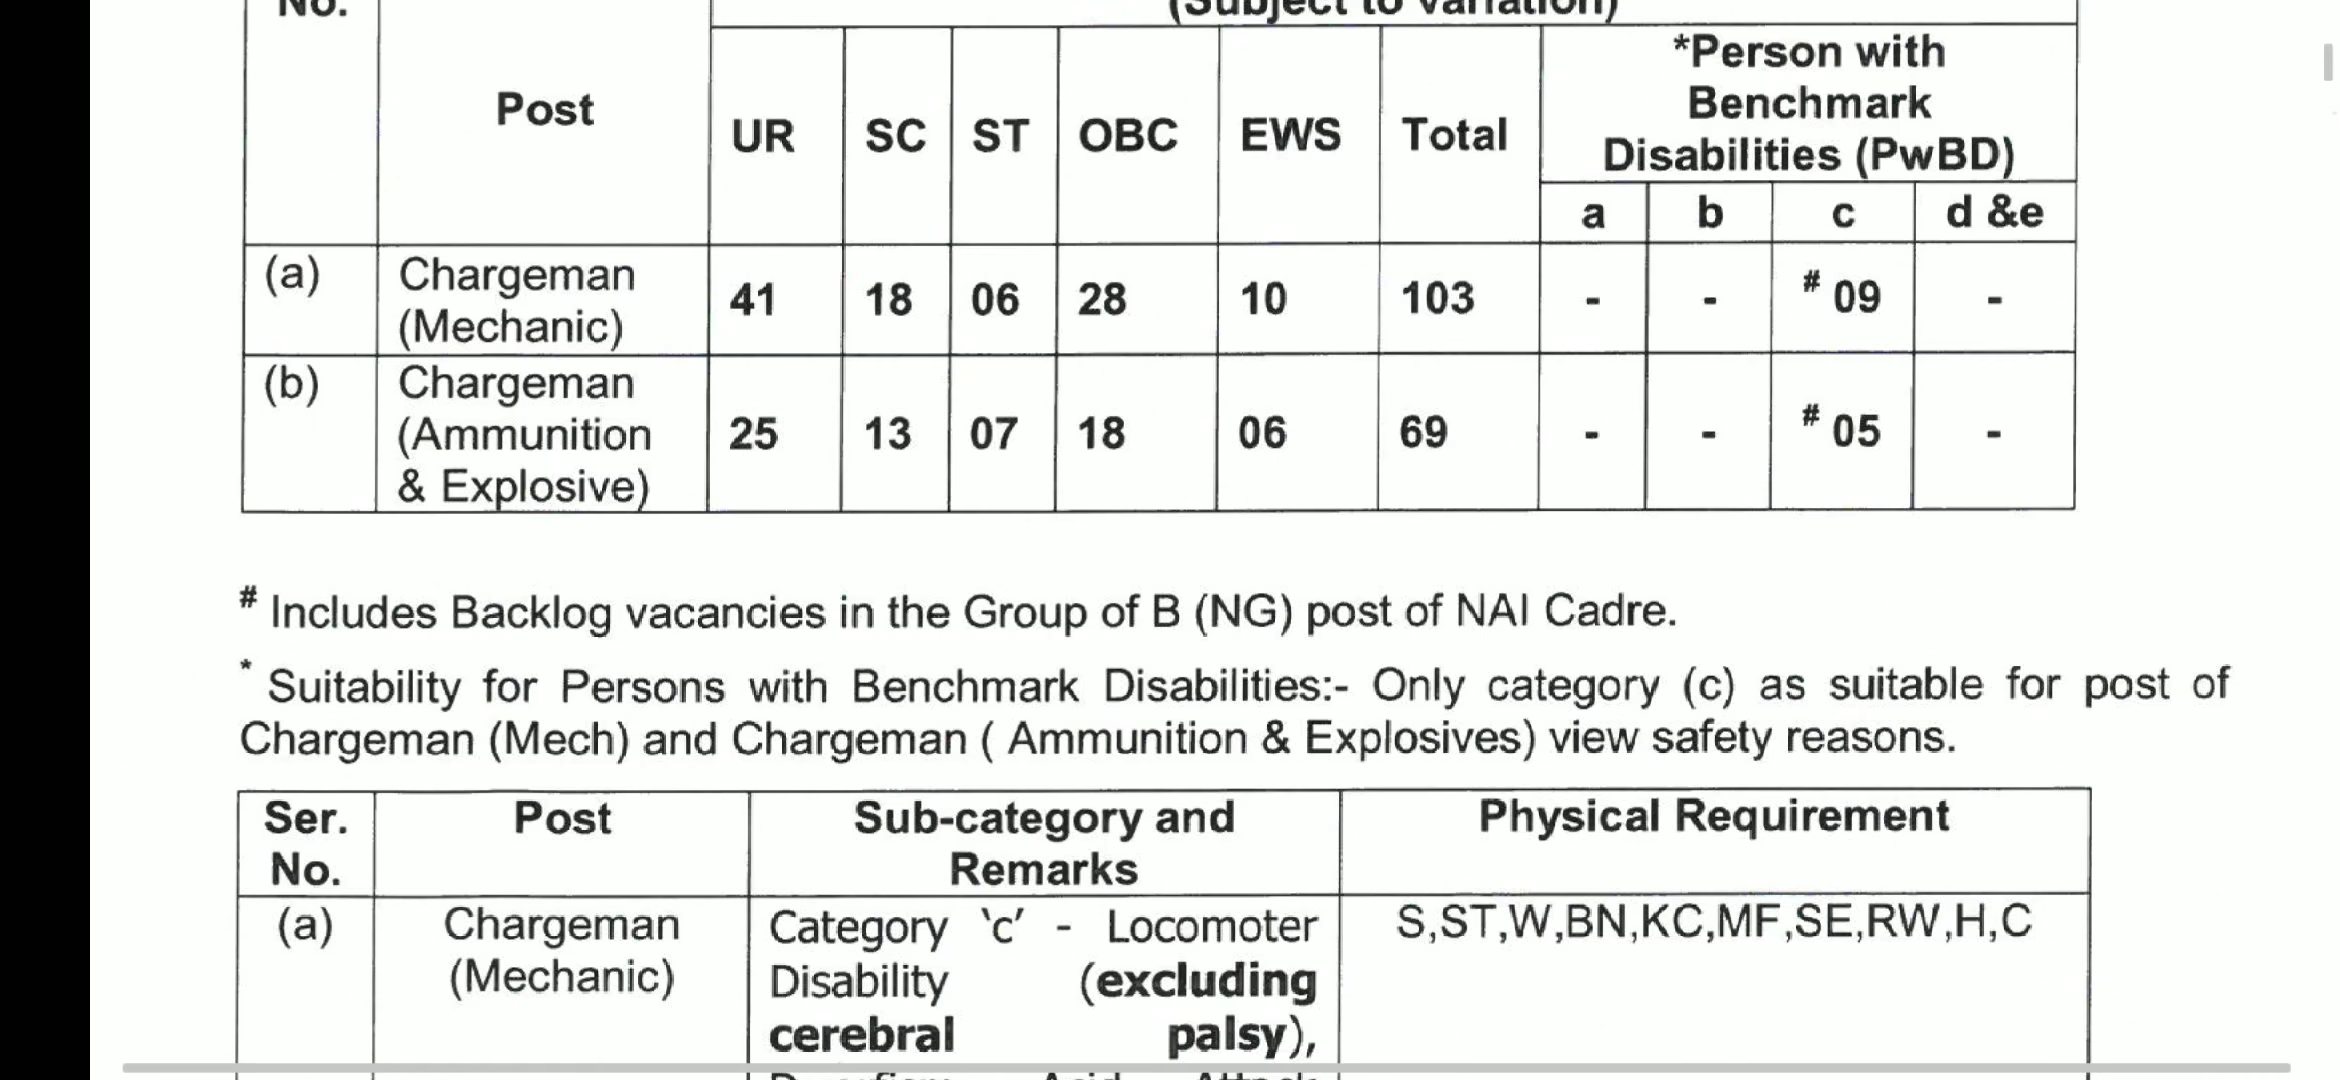 No.
(Subject to variation)
Post
UR SC ST OBC EWS Total
*Person with
Benchmark
Disabilities (PwBD)
a b c d &e
(a) Chargeman
(Mechanic)
41 18 06 28 10 103 - - # 09 -
(b) Chargeman
(Ammunition
& Explosive)
25 13 07 18 06 69 - - # 05 -
# Includes Backlog vacancies in the Group of B (NG) post of NAI Cadre.
* Suitability for Persons with Benchmark Disabilities:- Only category (c) as suitable for post of
Chargeman (Mech) and Chargeman ( Ammunition & Explosives) view safety reasons.
Ser.
No.
Post
Sub-category and
Remarks
Physical Requirement
(a) Chargeman
(Mechanic)
Category 'c' - Locomoter
Disability (excluding
cerebral palsy),
S,ST,W,BN,KC,MF,SE,RW,H,C